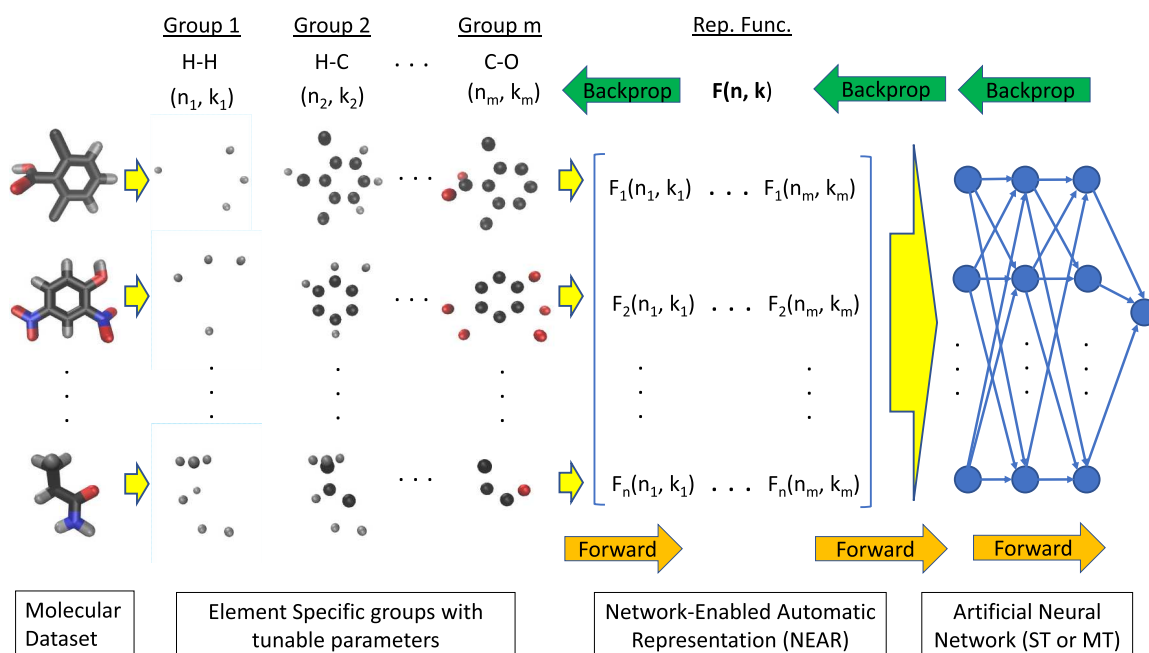 Group 1 Group 2 Group m Rep. Func.
H-H H-C . . . C-O
(n1, k1) (n2, k2) (nm, km) Backprop F(n, k) Backprop Backprop
. . . F1(n1, k1) . . . F1(nm, km)
. . . F2(n1, k1) . . . F2(nm, km)
. . . Fn(n1, k1) . . . Fn(nm, km)
Forward Forward Forward
Molecular
Dataset
Element Specific groups with
tunable parameters
Network-Enabled Automatic
Representation (NEAR)
Artificial Neural
Network (ST or MT)